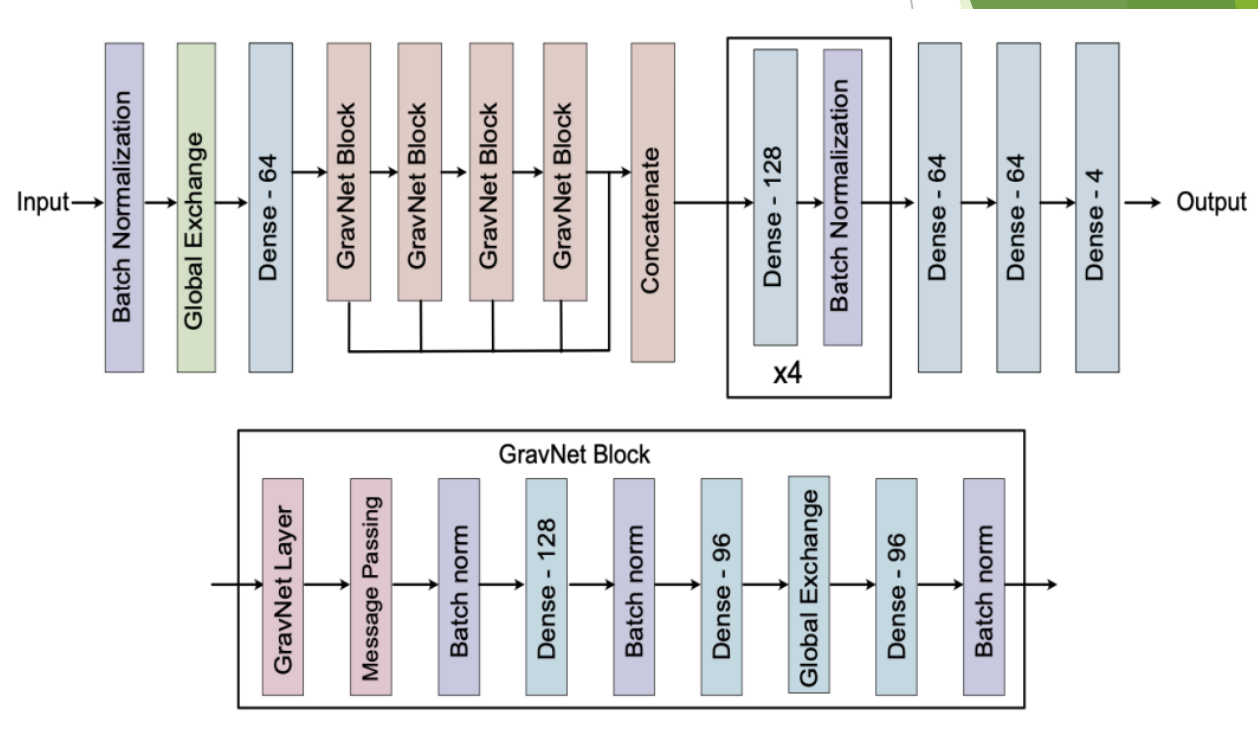 Input
Batch Normalization
Global Exchange
Dense - 64
GravNet Block
GravNet Block
GravNet Block
GravNet Block
Concatenate
Dense - 128
Batch Normalization
x4
Dense - 64
Dense - 64
Dense - 4
Output
GravNet Block
GravNet Layer
Message Passing
Batch norm
Dense - 128
Batch norm
Dense - 96
Global Exchange
Dense - 96
Batch norm